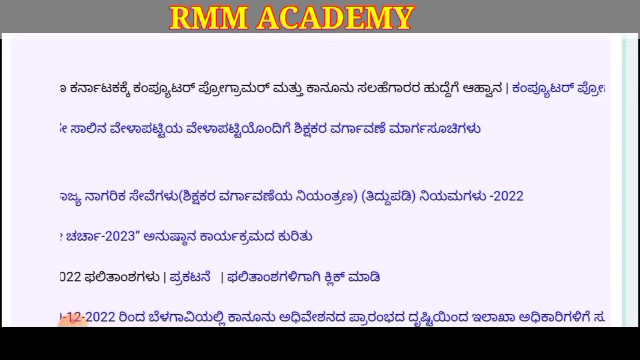 RMM ACADEMY
ಕರ್ನಾಟಕಕ್ಕೆ ಕಂಪ್ಯೂಟರ್ ಪ್ರೋಗ್ರಾಮರ್ ಮತ್ತು ಕಾನೂನು ಸಲಹೆಗಾರರ ಹುದ್ದೆಗೆ ಆಹ್ವಾನ | ಕಂಪ್ಯೂಟರ್
ಸಾಲಿನ ವೇಳಾಪಟ್ಟಿಯ ವೇಳಾಪಟ್ಟಿಯೊಂದಿಗೆ ಶಿಕ್ಷಕರ ವರ್ಗಾವಣೆ ಮಾರ್ಗಸೂಚಿಗಳು
ನಾಗರಿಕ ಸೇವೆಗಳು(ಶಿಕ್ಷಕರ ವರ್ಗಾವಣೆಯ ನಿಯಂತ್ರಣ) (ತಿದ್ದುಪಡಿ) ನಿಯಮಗಳು -2022
ಚರ್ಚಾ-2023” ಅನುಷ್ಠಾನ ಕಾರ್ಯಕ್ರಮದ ಕುರಿತು
022 ಫಲಿತಾಂಶಗಳು | ಪ್ರಕಟನೆ | ಫಲಿತಾಂಶಗಳಿಗಾಗಿ ಕ್ಲಿಕ್ ಮಾಡಿ
-12-2022 ರಿಂದ ಬೆಳಗಾವಿಯಲ್ಲಿ ಕಾನೂನು ಅಧಿವೇಶನದ ಪ್ರಾರಂಭದ ದೃಷ್ಟಿಯಿಂದ ಇಲಾಖಾ ಅಧಿಕಾರಿಗಳಿಗೆ